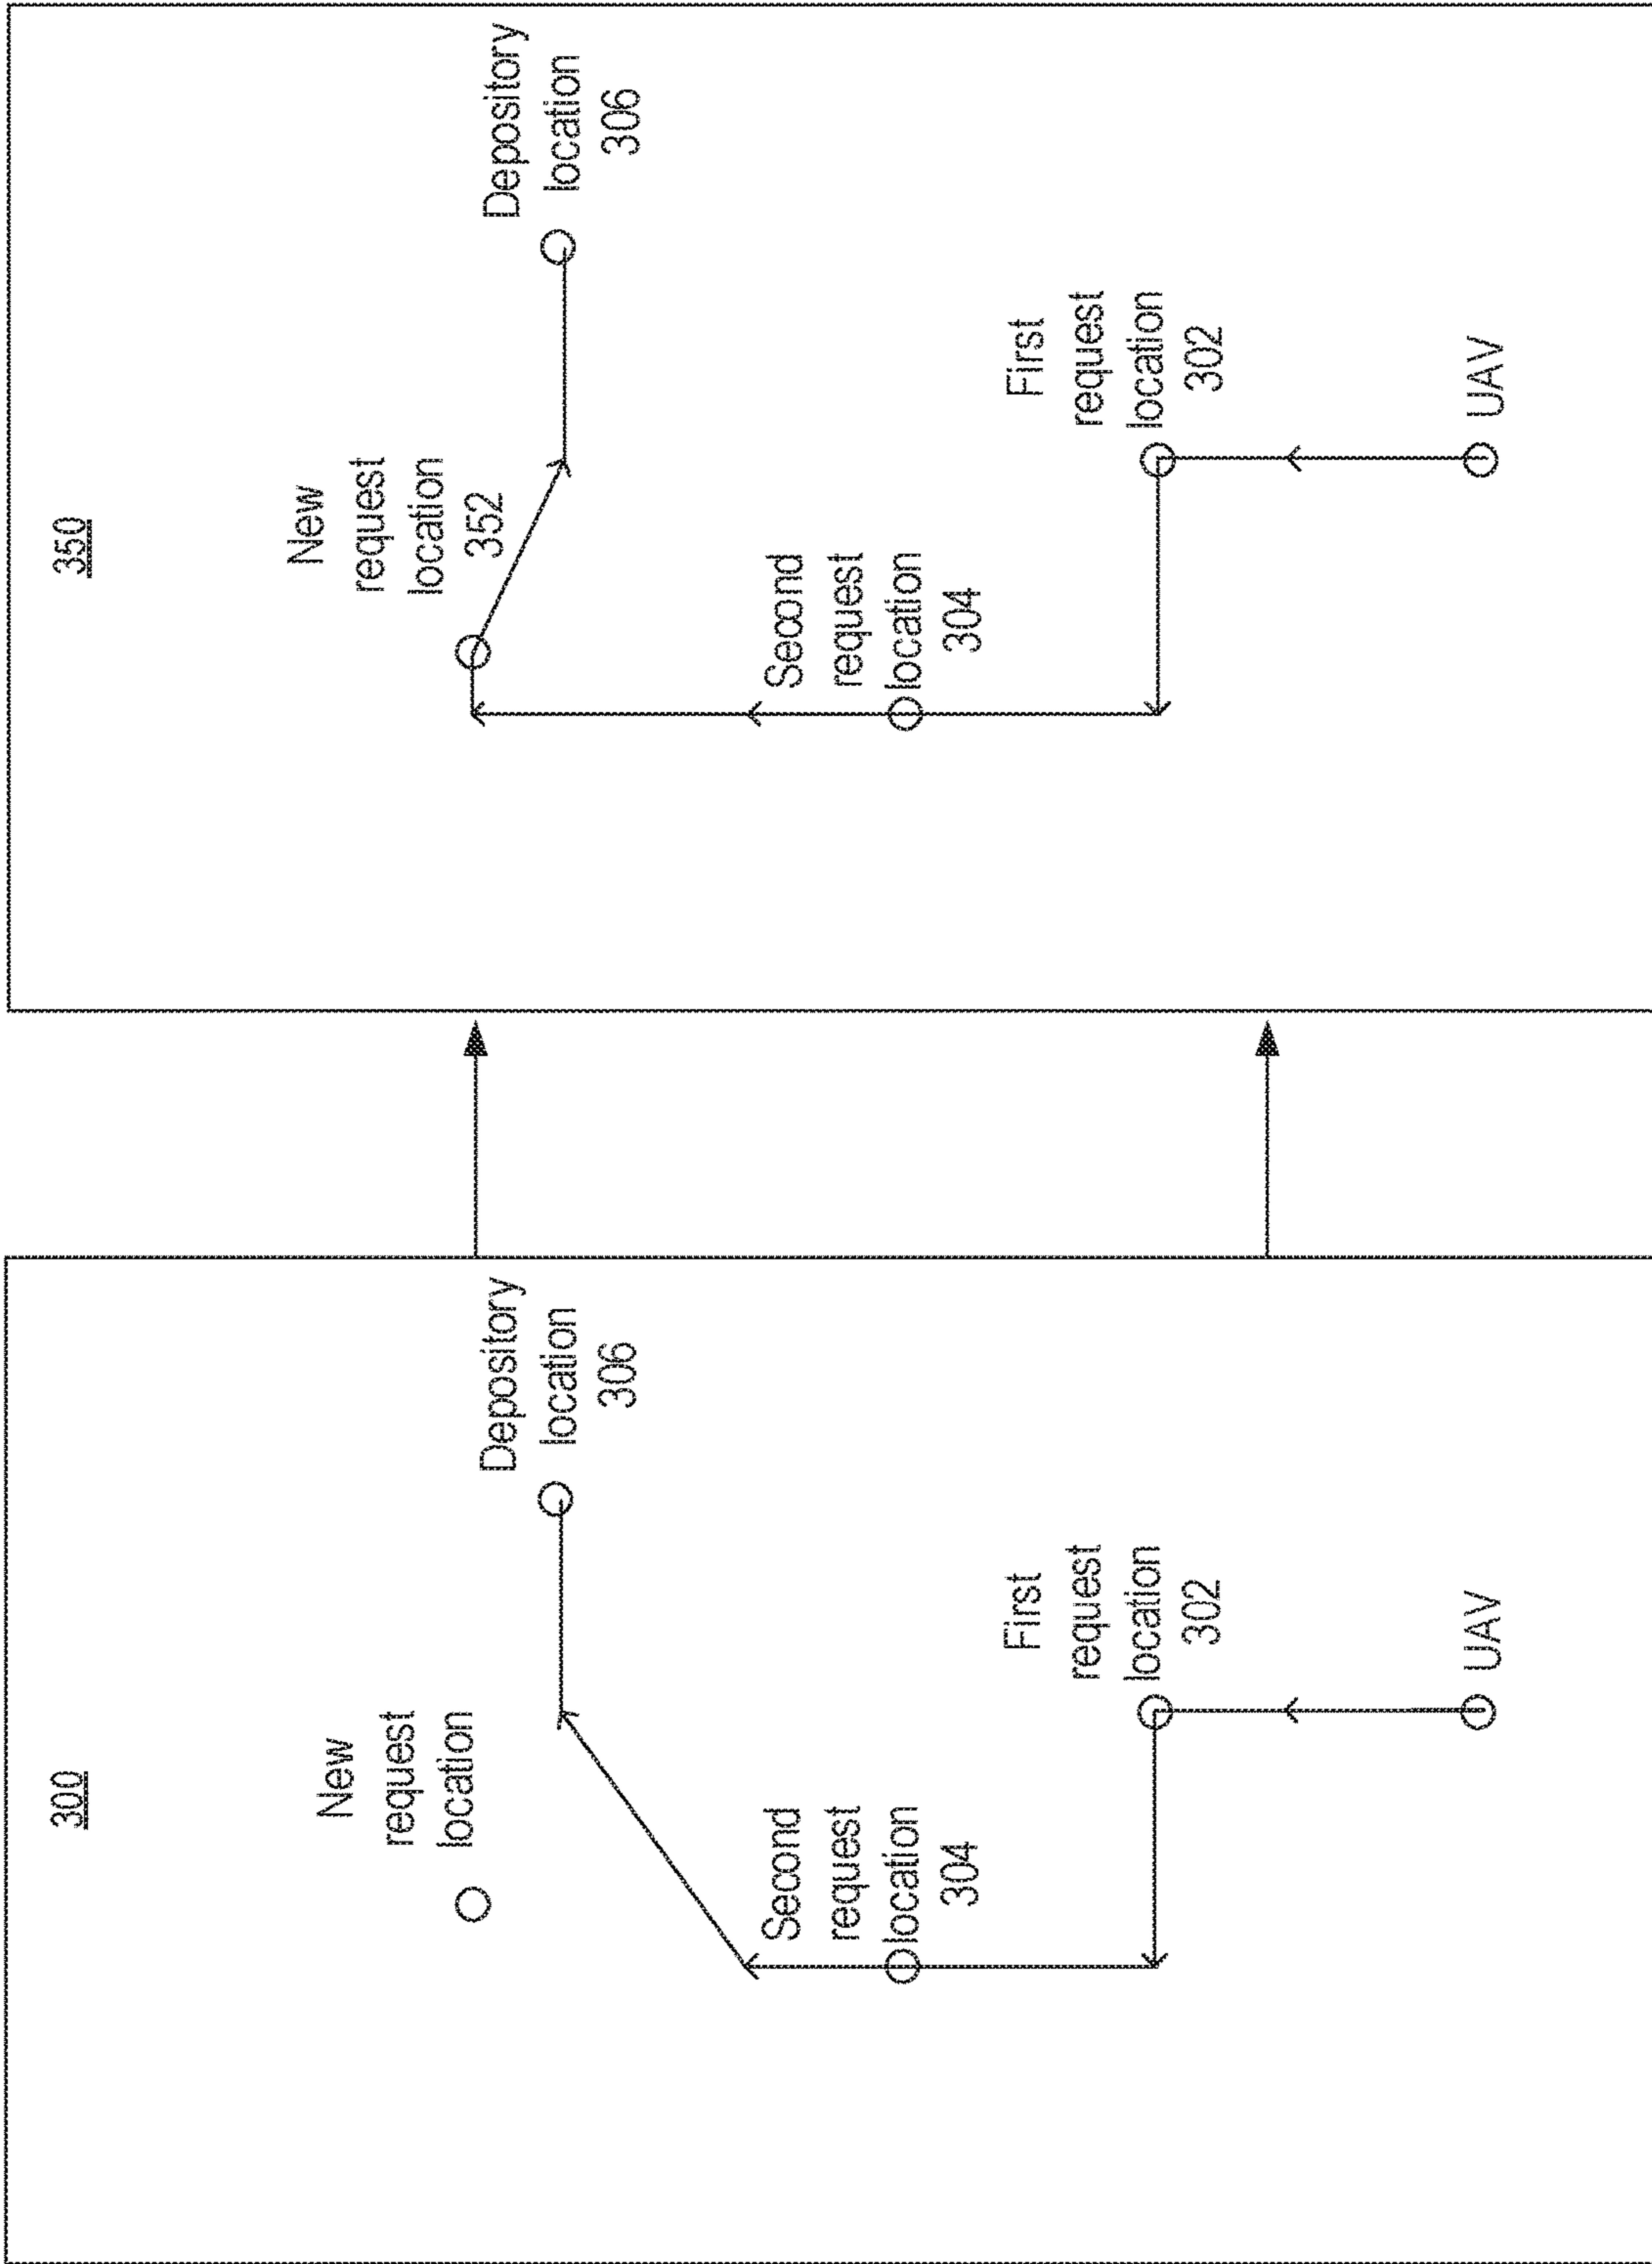 300
New
request
location
Depository
location
306
Second
request
location
304
First
request
location
302
UAV
350
New
request
location
352
Depository
location
306
Second
request
location
304
First
request
location
302
UAV